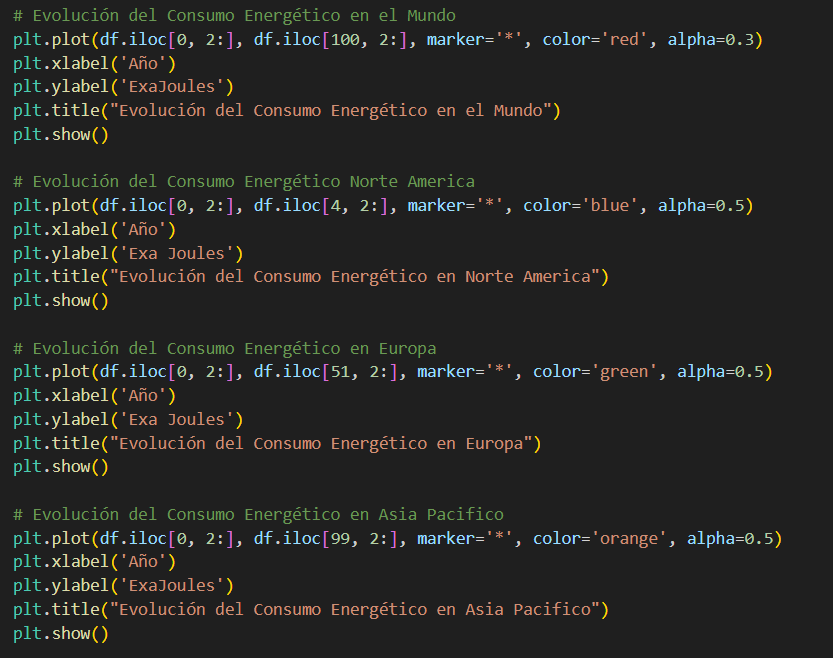 # Evolución del Consumo Energético en el Mundo
plt.plot(df.iloc[0, 2:], df.iloc[100, 2:], marker='*', color='red', alpha=0.3)
plt.xlabel('Año')
plt.ylabel('ExaJoules')
plt.title("Evolución del Consumo Energético en el Mundo")
plt.show()

# Evolución del Consumo Energético Norte America
plt.plot(df.iloc[0, 2:], df.iloc[4, 2:], marker='*', color='blue', alpha=0.5)
plt.xlabel('Año')
plt.ylabel('Exa Joules')
plt.title("Evolución del Consumo Energético en Norte America")
plt.show()

# Evolución del Consumo Energético en Europa
plt.plot(df.iloc[0, 2:], df.iloc[51, 2:], marker='*', color='green', alpha=0.5)
plt.xlabel('Año')
plt.ylabel('Exa Joules')
plt.title("Evolución del Consumo Energético en Europa")
plt.show()

# Evolución del Consumo Energético en Asia Pacifico
plt.plot(df.iloc[0, 2:], df.iloc[99, 2:], marker='*', color='orange', alpha=0.5)
plt.xlabel('Año')
plt.ylabel('ExaJoules')
plt.title("Evolución del Consumo Energético en Asia Pacifico")
plt.show()